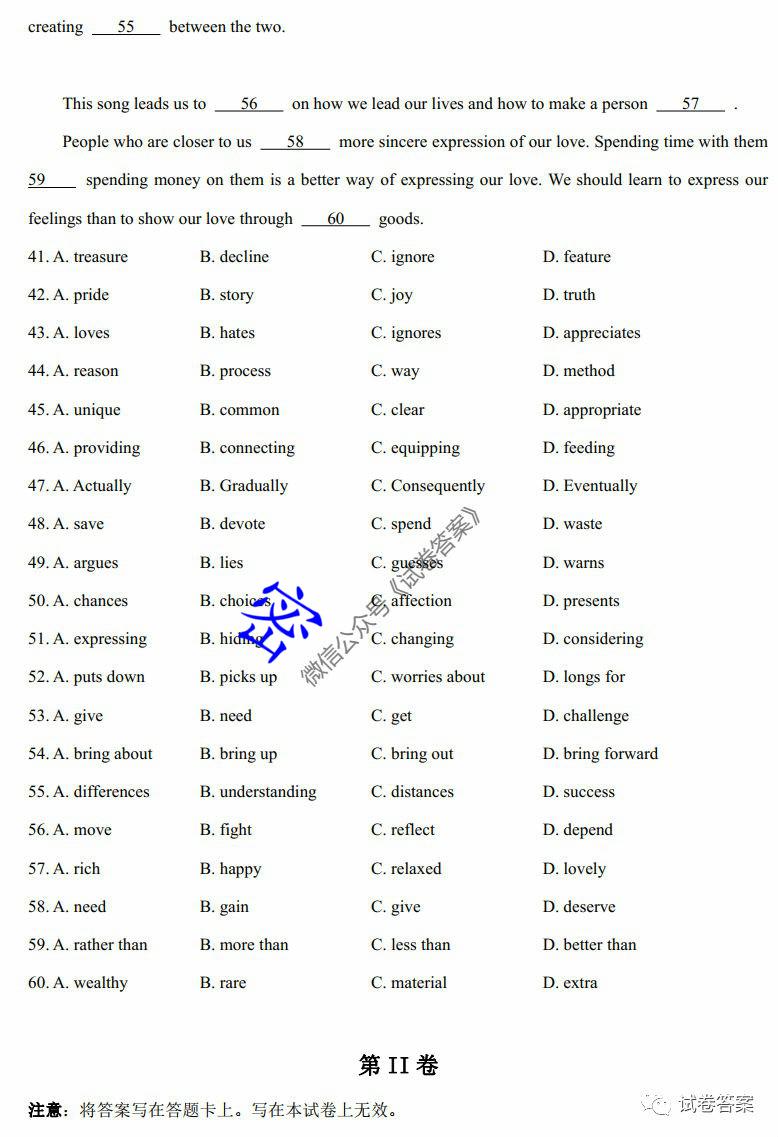 creating 55 between the two.
This song leads us to 56 on how we lead our lives and how to make a person 57 .
People who are closer to us 58 more sincere expression of our love. Spending time with them
59 spending money on them is a better way of expressing our love. We should learn to express our
feelings than to show our love through 60 goods.
41. A. treasure B. decline C. ignore D. feature
42. A. pride B. story C. joy D. truth
43. A. loves B. hates C. ignores D. appreciates
44. A. reason B. process C. way D. method
45. A. unique B. common C. clear D. appropriate
46. A. providing B. connecting C. equipping D. feeding
47. A. Actually B. Gradually C. Consequently D. Eventually
48. A. save B. devote C. spend D. waste
49. A. argues B. lies C. guesses D. warns
50. A. chances B. choices C. affection D. presents
51. A. expressing B. hiding C. changing D. considering
52. A. puts down B. picks up C. worries about D. longs for
53. A. give B. need C. get D. challenge
54. A. bring about B. bring up C. bring out D. bring forward
55. A. differences B. understanding C. distances D. success
56. A. move B. fight C. reflect D. depend
57. A. rich B. happy C. relaxed D. lovely
58. A. need B. gain C. give D. deserve
59. A. rather than B. more than C. less than D. better than
60. A. wealthy B. rare C. material D. extra
密
微信公众号《试卷答案》
第 II 卷
注意：将答案写在答题卡上。写在本试卷上无效。
试卷答案